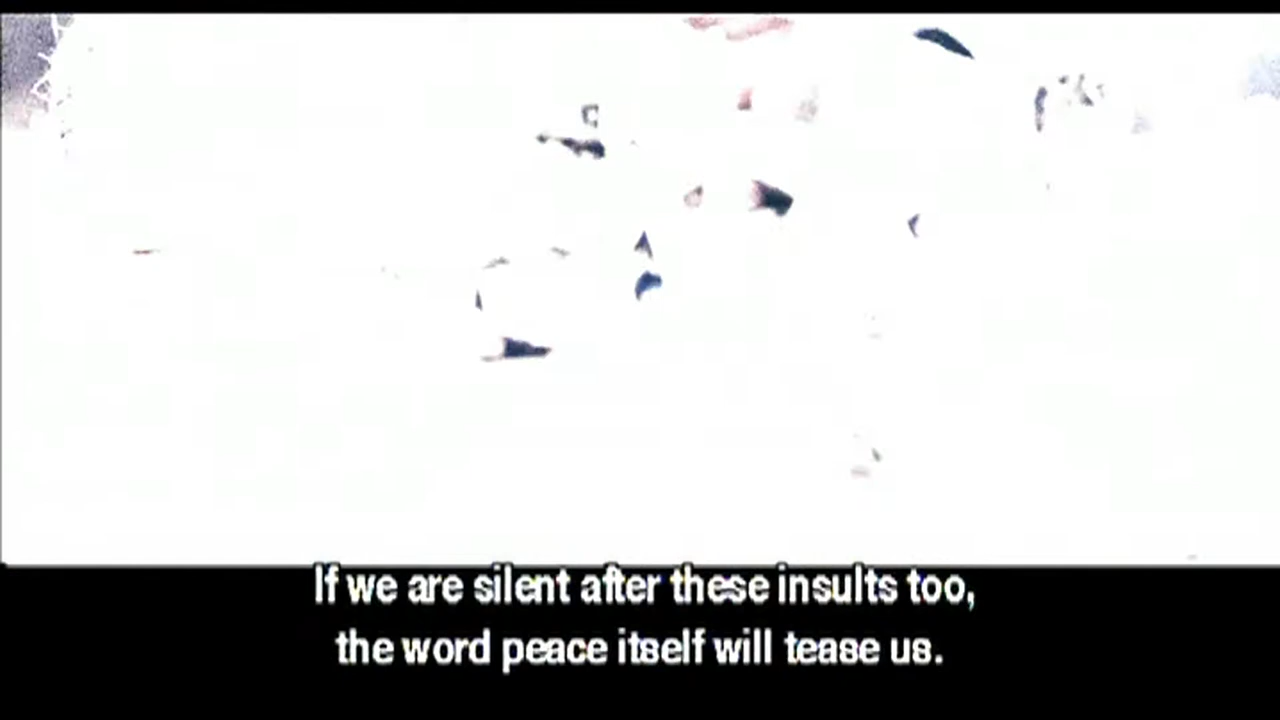 If we are silent after these insults too,
the word peace itself will tease us.